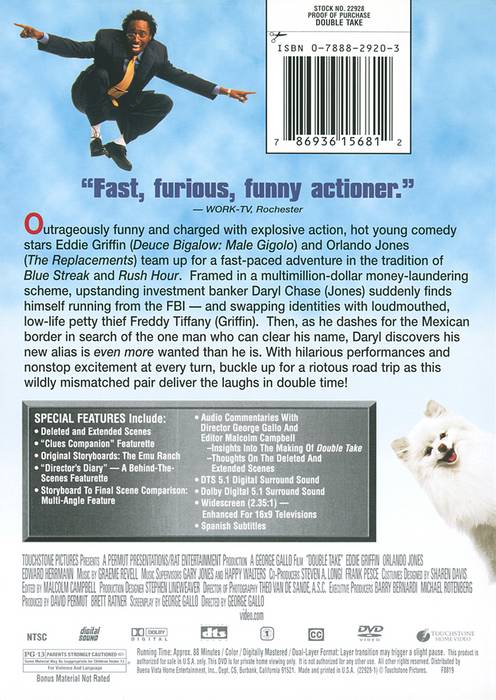 STOCK NO. 22928
PROOF OF PURCHASE
DOUBLE TAKE
ISBN 0-7888-2920-3
7 86936 15681 2
“Fast, furious, funny actioner.”
— WORK-TV, Rochester
Outrageously funny and charged with explosive action, hot young comedy
stars Eddie Griffin (Deuce Bigalow: Male Gigolo) and Orlando Jones
(The Replacements) team up for a fast-paced adventure in the tradition of
Blue Streak and Rush Hour. Framed in a multimillion-dollar money-laundering
scheme, upstanding investment banker Daryl Chase (Jones) suddenly finds
himself running from the FBI — and swapping identities with loudmouthed,
low-life petty thief Freddy Tiffany (Griffin). Then, as he dashes for the Mexican
border in search of the one man who can clear his name, Daryl discovers his
new alias is even more wanted than he is. With hilarious performances and
nonstop excitement at every turn, buckle up for a riotous road trip as this
wildly mismatched pair deliver the laughs in double time!
SPECIAL FEATURES Include:
• Deleted and Extended Scenes
• “Clues Companion” Featurette
• Original Storyboards: The Emu Ranch
• “Director’s Diary” — A Behind-The-
Scenes Featurette
• Storyboard To Final Scene Comparison:
Multi-Angle Feature
• Audio Commentaries With
Director George Gallo And
Editor Malcolm Campbell
–Insights Into The Making Of Double Take
–Thoughts On The Deleted And
Extended Scenes
• DTS 5.1 Digital Surround Sound
• Dolby Digital 5.1 Surround Sound
• Widescreen (2.35:1) —
Enhanced For 16x9 Televisions
• Spanish Subtitles
TOUCHSTONE PICTURES PRESENTS A PERMUT PRESENTATIONS/RAT ENTERTAINMENT PRODUCTION A GEORGE GALLO FILM "DOUBLE TAKE" EDDIE GRIFFIN ORLANDO JONES
EDWARD HERRMANN MUSIC BY GRAEME REVELL MUSIC SUPERVISORS GARY JONES AND HAPPY WALTERS CO-PRODUCERS STEVEN A. LONGI FRANK PESCE COSTUMES DESIGNED BY SHAREN DAVIS
EDITED BY MALCOLM CAMPBELL PRODUCTION DESIGNER STEPHEN LINEWEAVER DIRECTOR OF PHOTOGRAPHY THEO VAN DE SANDE, A.S.C. EXECUTIVE PRODUCERS BARRY BERNARDI MICHAEL ROTENBERG
PRODUCED BY DAVID PERMUT BRETT RATNER SCREENPLAY BY GEORGE GALLO DIRECTED BY GEORGE GALLO
video.com
NTSC
digital
SOUND
DOLBY
DIGITAL
dts
1
CC
DVD
VIDEO
TOUCHSTONE
HOME VIDEO
PG-13 PARENTS STRONGLY CAUTIONED
Some Material May Be Inappropriate for Children Under 13
For Violence And Language
Bonus Material Not Rated
Running Time: Approx. 88 Minutes / Color / Digitally Mastered / Dual-Layer Format: Layer transition may trigger a slight pause. This product is
authorized for sale in U.S.A. only. This DVD is for private home viewing only. It is not authorized for any other use. All other rights reserved. Distributed by
Buena Vista Home Entertainment, Inc., Dept. CS, Burbank, California 91521. Made and printed in U.S.A. (22928-1) © Touchstone Pictures. F8819